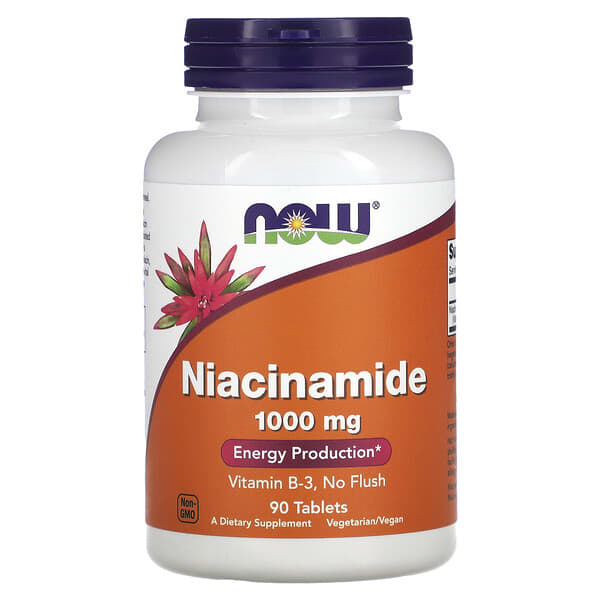 NOW®
Niacinamide
1000 mg
Energy Production*
Vitamin B-3, No Flush
90 Tablets
Non-
GMO
A Dietary Supplement Vegetarian/Vegan